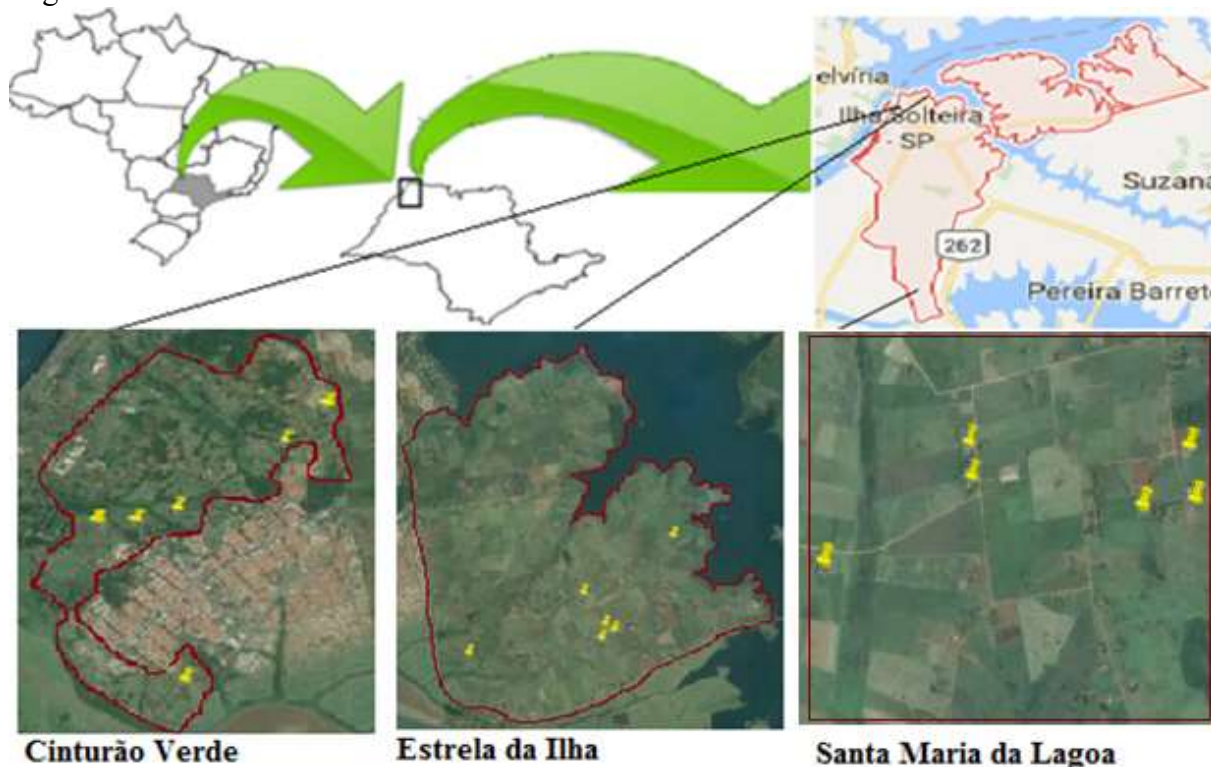 elvíria
Ilha Solteira
- SP
Suzana
262
Pereira Barret
Cinturão Verde
Estrela da Ilha
Santa Maria da Lagoa